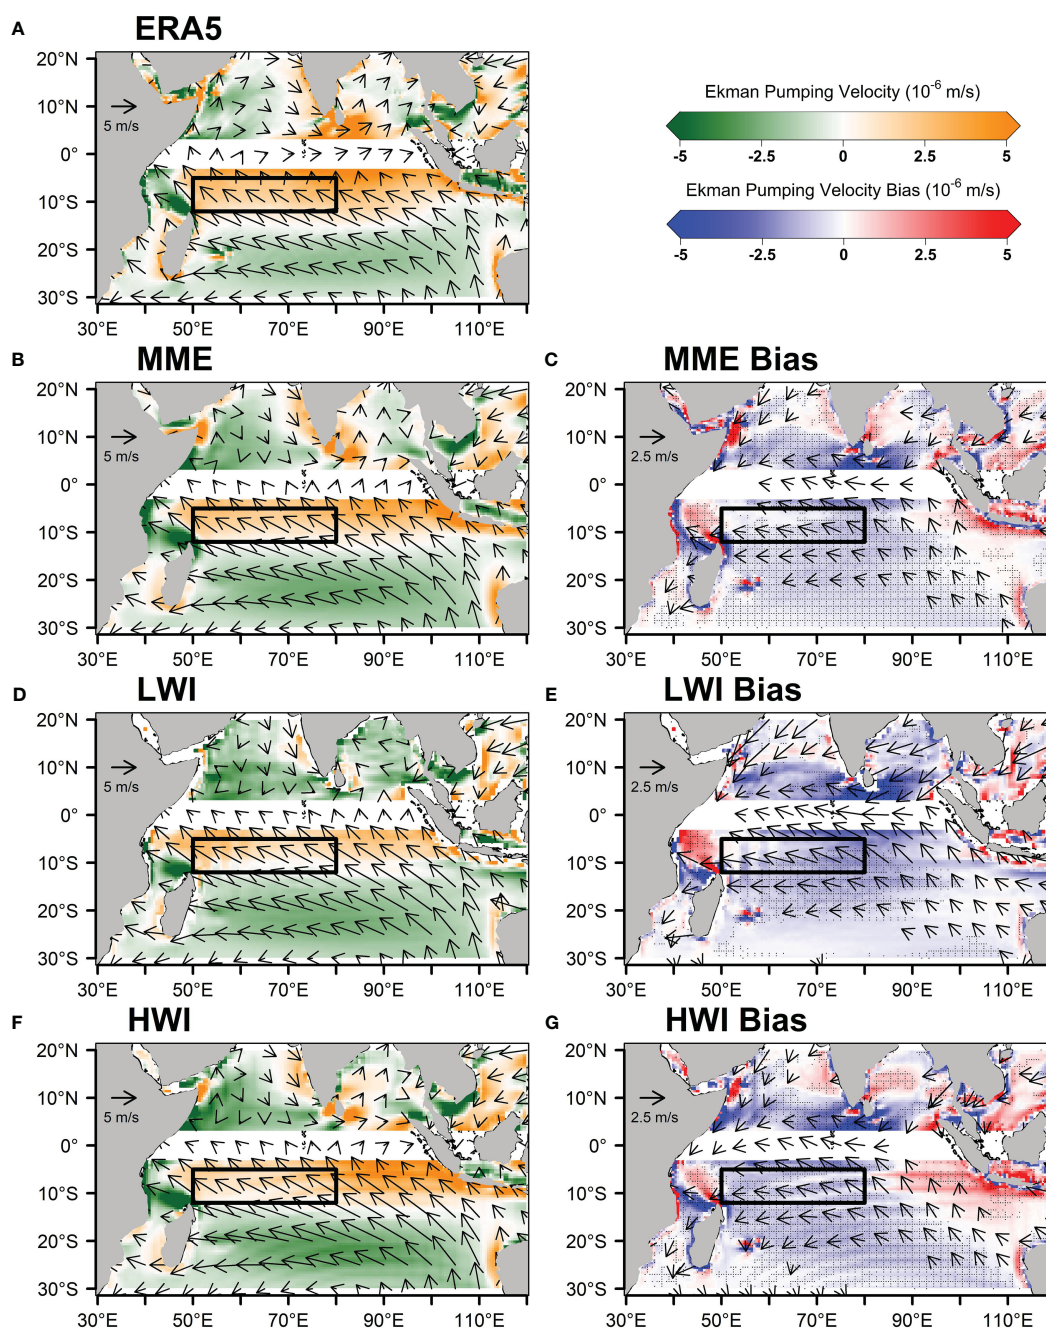 A ERA5
20°N
10°N
0°
10°S
20°S
30°S
5 m/s
30°E 50°E 70°E 90°E 110°E
Ekman Pumping Velocity (10⁻⁶ m/s)
-5 -2.5 0 2.5 5
Ekman Pumping Velocity Bias (10⁻⁶ m/s)
-5 -2.5 0 2.5 5
B MME
20°N
10°N
0°
10°S
20°S
30°S
5 m/s
30°E 50°E 70°E 90°E 110°E
C MME Bias
20°N
10°N
0°
10°S
20°S
30°S
2.5 m/s
30°E 50°E 70°E 90°E 110°E
D LWI
20°N
10°N
0°
10°S
20°S
30°S
5 m/s
30°E 50°E 70°E 90°E 110°E
E LWI Bias
20°N
10°N
0°
10°S
20°S
30°S
2.5 m/s
30°E 50°E 70°E 90°E 110°E
F HWI
20°N
10°N
0°
10°S
20°S
30°S
5 m/s
30°E 50°E 70°E 90°E 110°E
G HWI Bias
20°N
10°N
0°
10°S
20°S
30°S
2.5 m/s
30°E 50°E 70°E 90°E 110°E